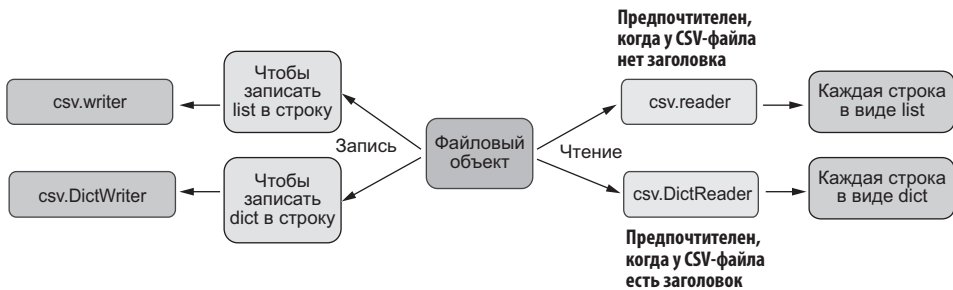 Предпочтителен,
когда у CSV-файла
нет заголовка
csv.writer
Чтобы
записать
list в строку
Запись
Файловый
объект
Чтение
csv.reader
Каждая строка
в виде list
csv.DictWriter
Чтобы
записать
dict в строку
csv.DictReader
Каждая строка
в виде dict
Предпочтителен,
когда у CSV-файла
есть заголовок